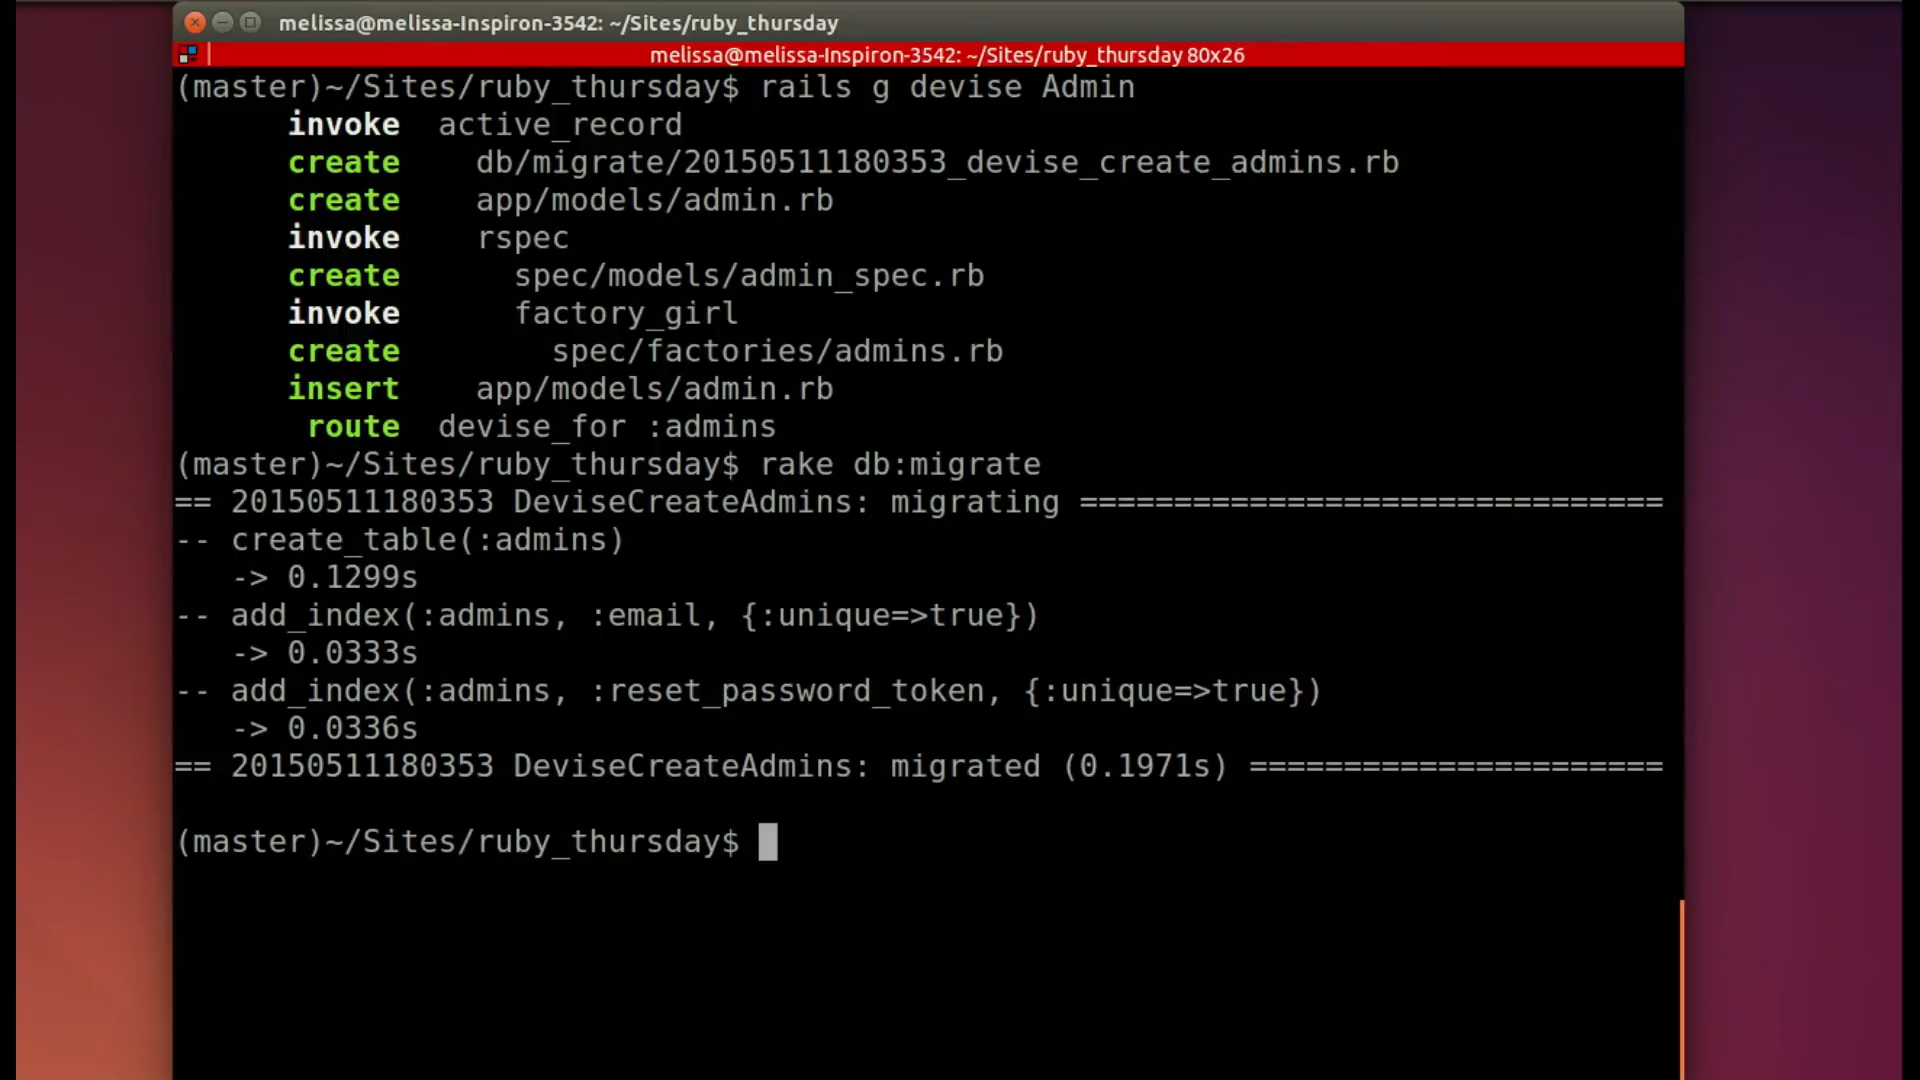 melissa@melissa-Inspiron-3542: ~/Sites/ruby_thursday
melissa@melissa-Inspiron-3542: ~/Sites/ruby_thursday 80x26
(master)~/Sites/ruby_thursday$ rails g devise Admin
invoke active_record
create db/migrate/20150511180353_devise_create_admins.rb
create app/models/admin.rb
invoke rspec
create spec/models/admin_spec.rb
invoke factory_girl
create spec/factories/admins.rb
insert app/models/admin.rb
route devise_for :admins
(master)~/Sites/ruby_thursday$ rake db:migrate
== 20150511180353 DeviseCreateAdmins: migrating ===============================
-- create_table(:admins)
-> 0.1299s
-- add_index(:admins, :email, {:unique=>true})
-> 0.0333s
-- add_index(:admins, :reset_password_token, {:unique=>true})
-> 0.0336s
== 20150511180353 DeviseCreateAdmins: migrated (0.1971s) ======================
(master)~/Sites/ruby_thursday$